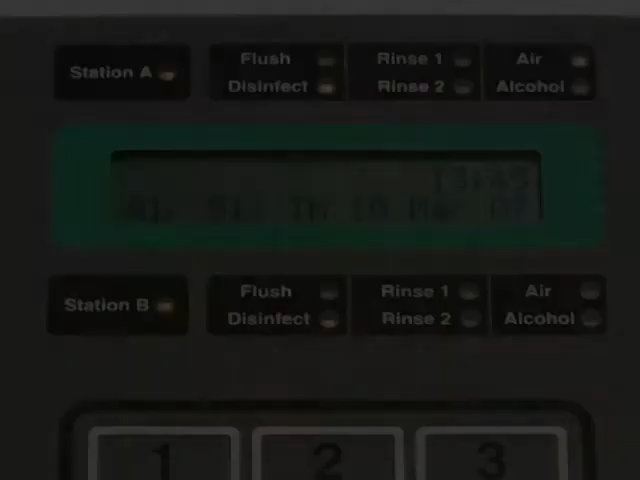 Station A Flush Rinse 1 Air
Disinfect Rinse 2 Alcohol
13:45
Station B Flush Rinse 1 Air
Disinfect Rinse 2 Alcohol
1 2 3